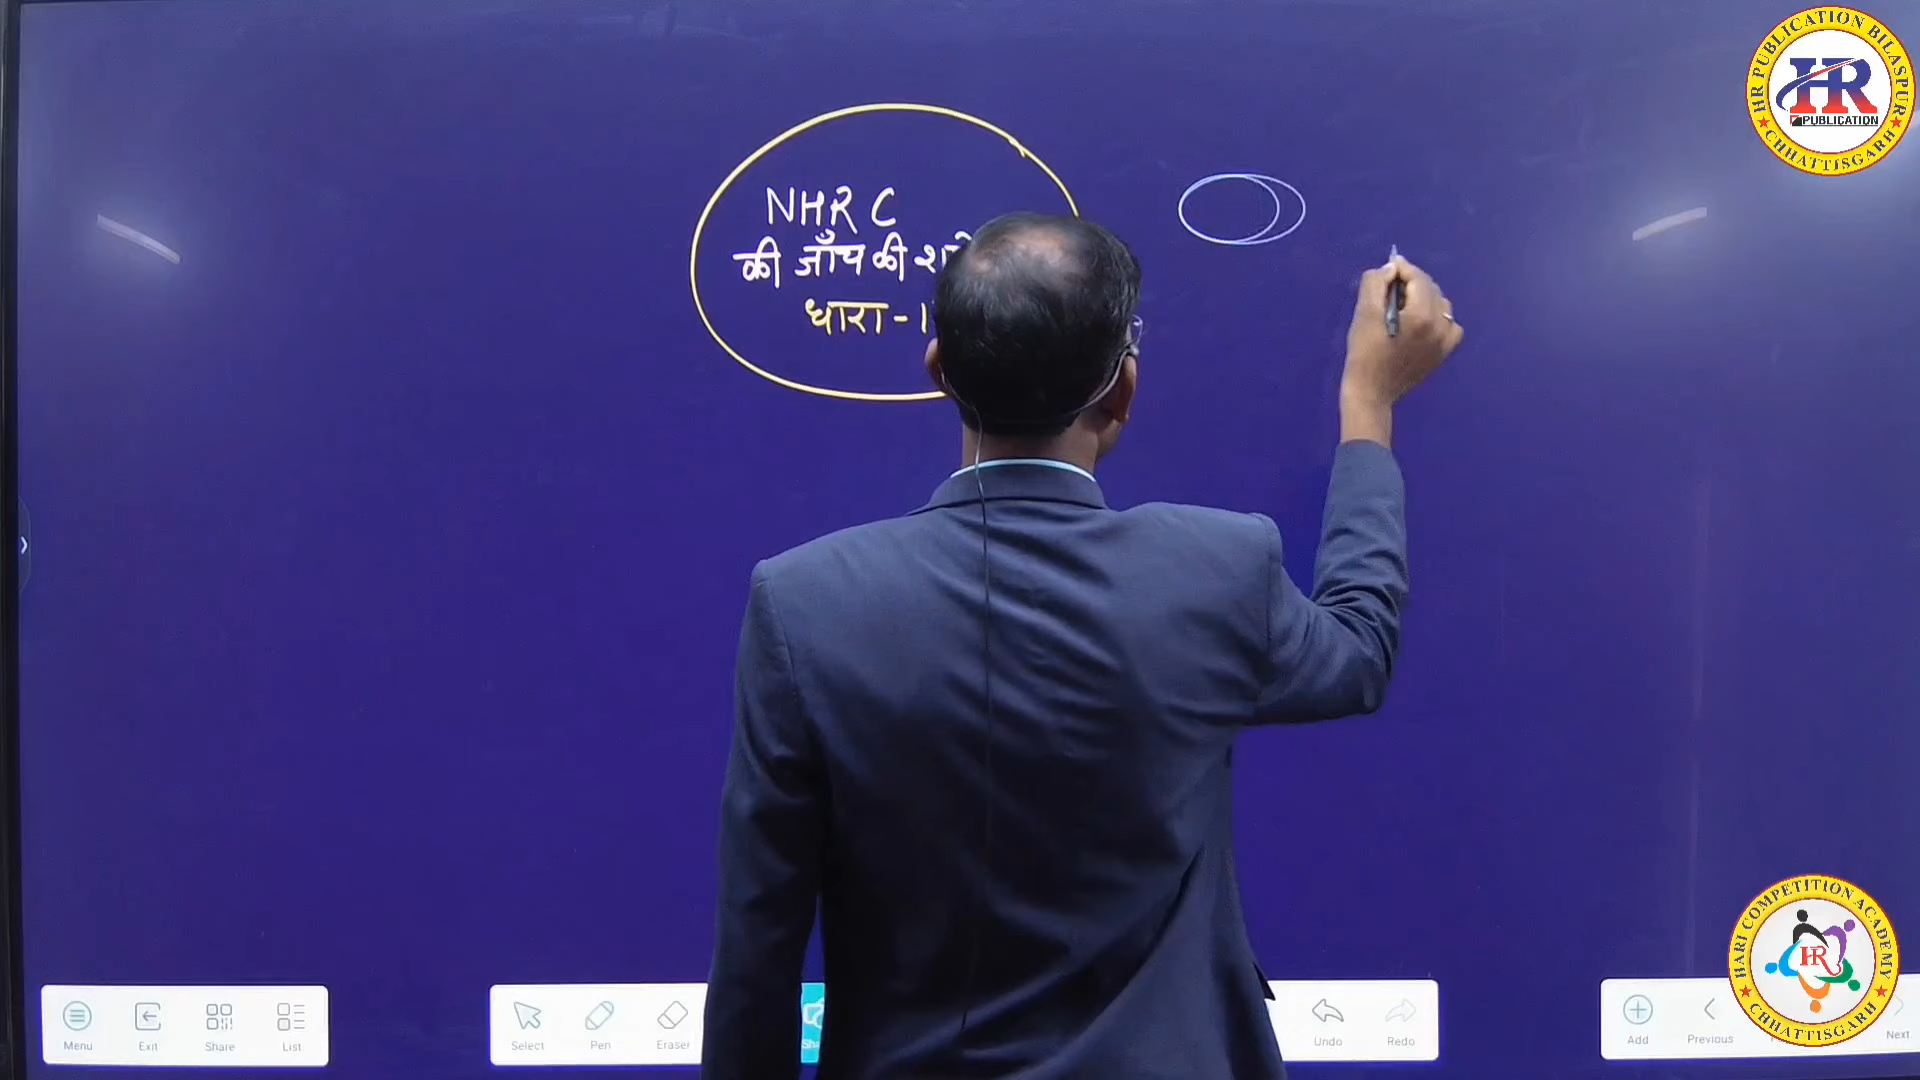 NHRC
की जाँच की
धारा -
HR PUBLICATION BILASPUR
CHHATTISGARH
HR
PUBLICATION
HARI COMPETITION ACADEMY
CHHATTISGARH
HR
Menu Exit Share List
Select Pen Eraser
Undo Redo
Add Previous Next